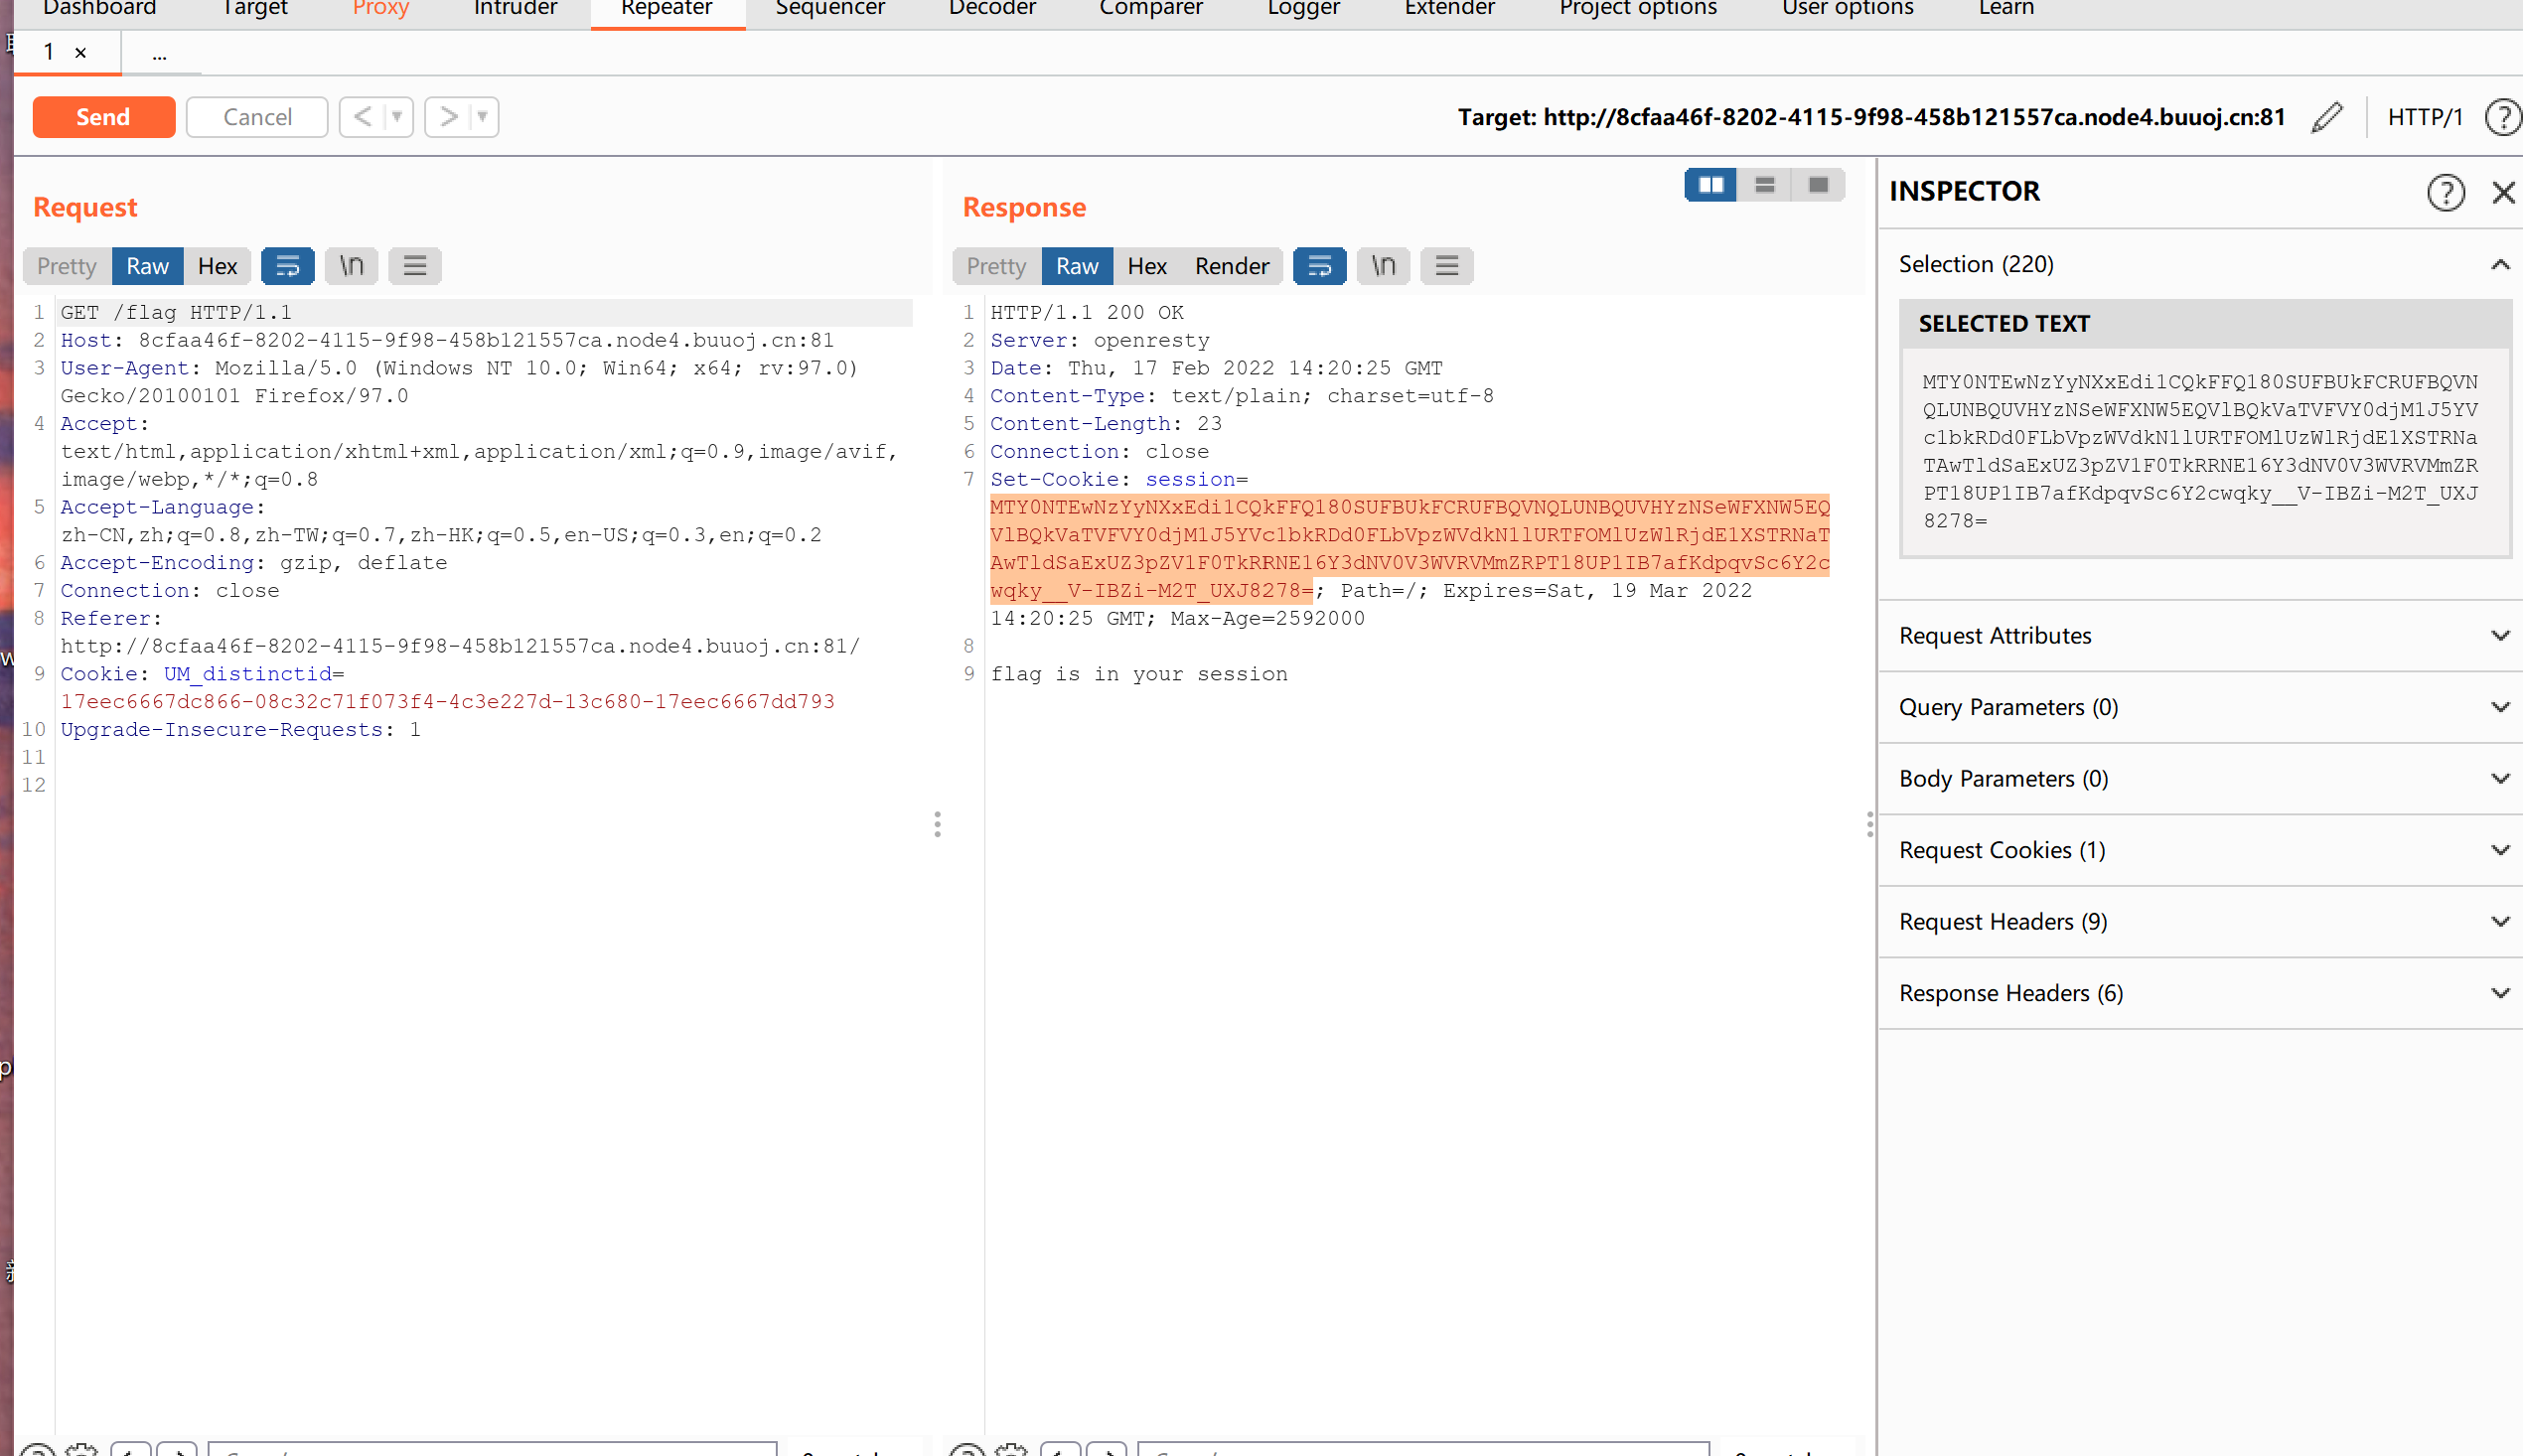 Dashboard Target Proxy Intruder Repeater Sequencer Decoder Comparer Logger Extender Project options User options Learn
1 × ...
Send Cancel < > Target: http://8cfaa46f-8202-4115-9f98-458b121557ca.node4.buuoj.cn:81 HTTP/1 ?
Request
Pretty Raw Hex \n
1 GET /flag HTTP/1.1
2 Host: 8cfaa46f-8202-4115-9f98-458b121557ca.node4.buuoj.cn:81
3 User-Agent: Mozilla/5.0 (Windows NT 10.0; Win64; x64; rv:97.0)
Gecko/20100101 Firefox/97.0
4 Accept:
text/html,application/xhtml+xml,application/xml;q=0.9,image/avif,
image/webp,*/*;q=0.8
5 Accept-Language:
zh-CN,zh;q=0.8,zh-TW;q=0.7,zh-HK;q=0.5,en-US;q=0.3,en;q=0.2
6 Accept-Encoding: gzip, deflate
7 Connection: close
8 Referer:
http://8cfaa46f-8202-4115-9f98-458b121557ca.node4.buuoj.cn:81/
9 Cookie: UM_distinctid=
17eec6667dc866-08c32c71f073f4-4c3e227d-13c680-17eec6667dd793
10 Upgrade-Insecure-Requests: 1
11
12
Response
Pretty Raw Hex Render \n
1 HTTP/1.1 200 OK
2 Server: openresty
3 Date: Thu, 17 Feb 2022 14:20:25 GMT
4 Content-Type: text/plain; charset=utf-8
5 Content-Length: 23
6 Connection: close
7 Set-Cookie: session=
MTY0NTEwNzYyNXxEdi1CQkFFQ180SUFBUkFCRUFBQVNQLUNBQUVHYzNSeWFXNW5EQ
VlBQkVaTVFVY0djM1J5YVc1bkRDd0FLbVpzWVdkN1lURTFOMlUzWlRjdE1XSTRNaT
AwTldSaExUZ3pZV1F0TkRRNE16Y3dNV0V3WVRVMmZRPT18UP1IB7afKdpqvSc6Y2c
wqky__V-IBZi-M2T_UXJ8278=; Path=/; Expires=Sat, 19 Mar 2022
14:20:25 GMT; Max-Age=2592000
8
9 flag is in your session
INSPECTOR ?
Selection (220)
SELECTED TEXT
MTY0NTEwNzYyNXxEdi1CQkFFQ180SUFBUkFCRUFBQVN
QLUNBQUVHYzNSeWFXNW5EQVlBQkVaTVFVY0djM1J5YV
c1bkRDd0FLbVpzWVdkN1lURTFOMlUzWlRjdE1XSTRNa
TAwTldSaExUZ3pZV1F0TkRRNE16Y3dNV0V3WVRVMmZR
PT18UP1IB7afKdpqvSc6Y2cwqky__V-IBZi-M2T_UXJ
8278=
Request Attributes
Query Parameters (0)
Body Parameters (0)
Request Cookies (1)
Request Headers (9)
Response Headers (6)